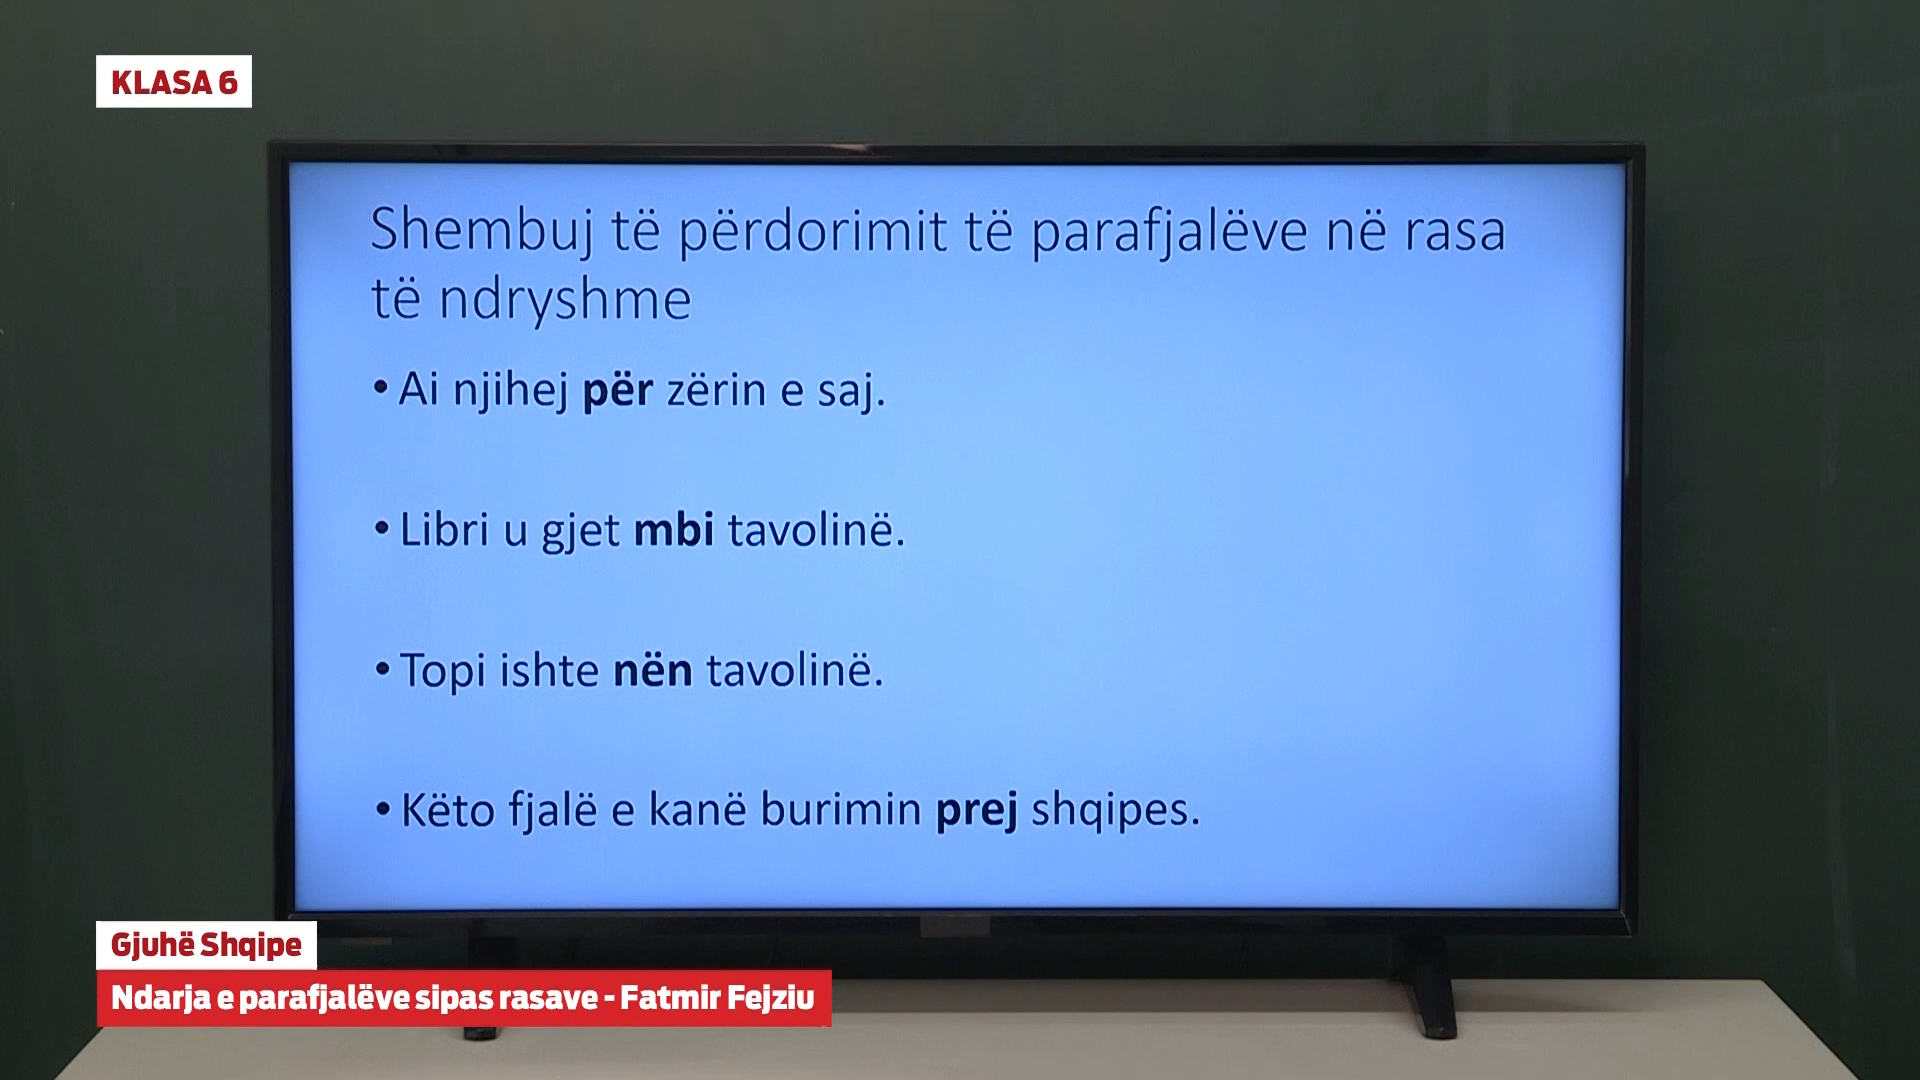 KLASA 6
Shembuj të përdorimit të parafjalëve në rasa
të ndryshme
• Ai njihej për zërin e saj.
• Libri u gjet mbi tavolinë.
• Topi ishte nën tavolinë.
• Këto fjalë e kanë burimin prej shqipes.
Gjuhë Shqipe
Ndarja e parafjalëve sipas rasave - Fatmir Fejziu